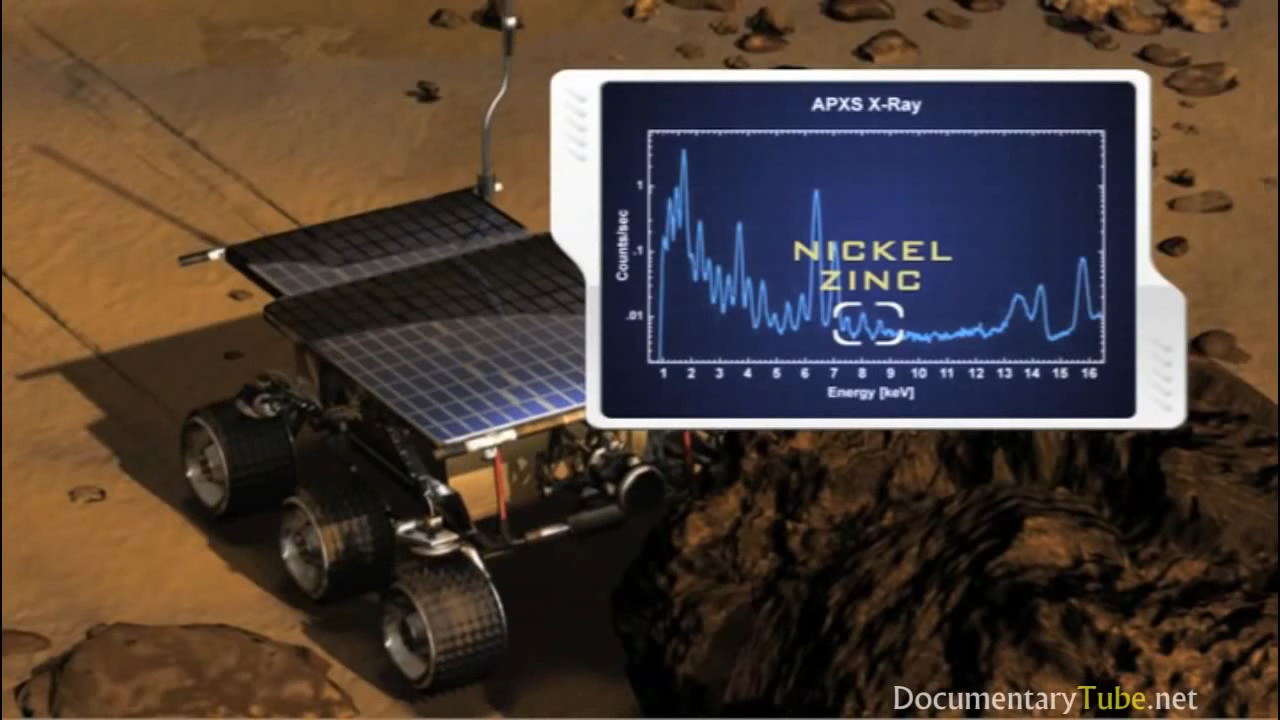 APXS X-Ray
Counts/sec
1
.1
.01
NICKEL
ZINC
1 2 3 4 5 6 7 8 9 10 11 12 13 14 15 16
Energy [keV]
DocumentaryTube.net